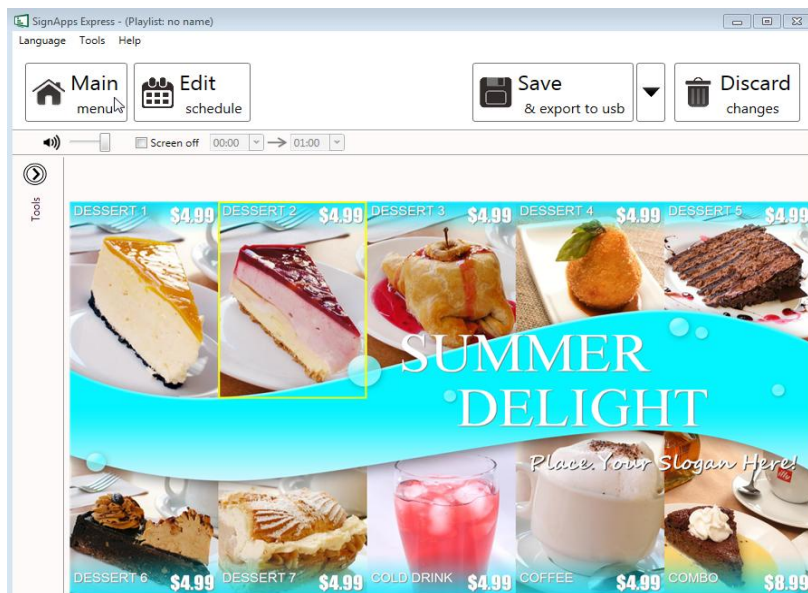 SignApps Express - (Playlist: no name)
Language Tools Help
Main
menu
Edit
schedule
Save
& export to usb
Discard
changes
Screen off 00:00 01:00
Tools
DESSERT 1 $4.99 DESSERT 2 $4.99 DESSERT 3 $4.99 DESSERT 4 $4.99 DESSERT 5 $4.99
SUMMER
DELIGHT
Place Your Slogan Here!
illy
DESSERT 6 $4.99 DESSERT 7 $4.99 COLD DRINK $4.99 COFFEE $4.99 COMBO $8.99